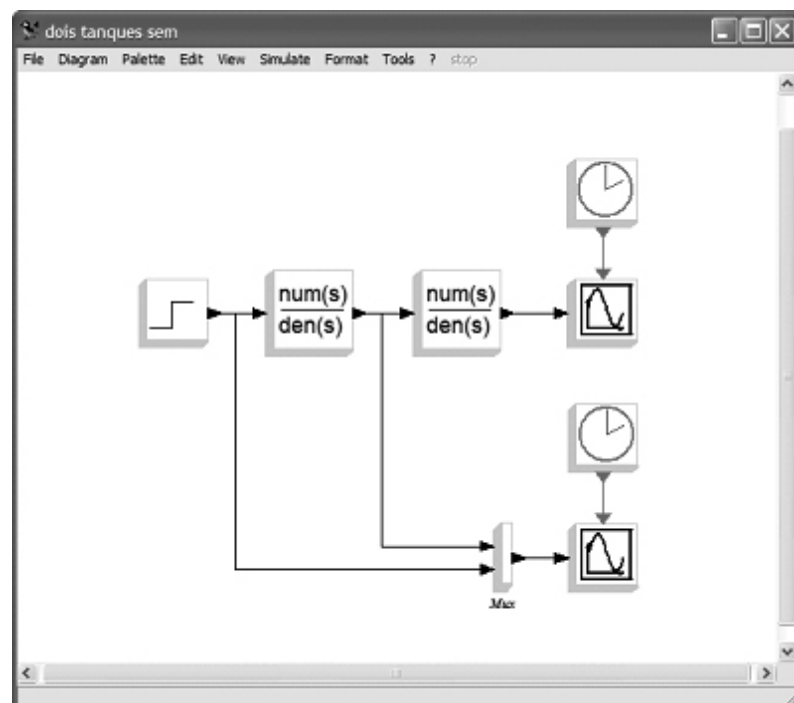 dois tanques sem
File Diagram Palette Edit View Simulate Format Tools ? stop
num(s)
den(s)
num(s)
den(s)
Mux